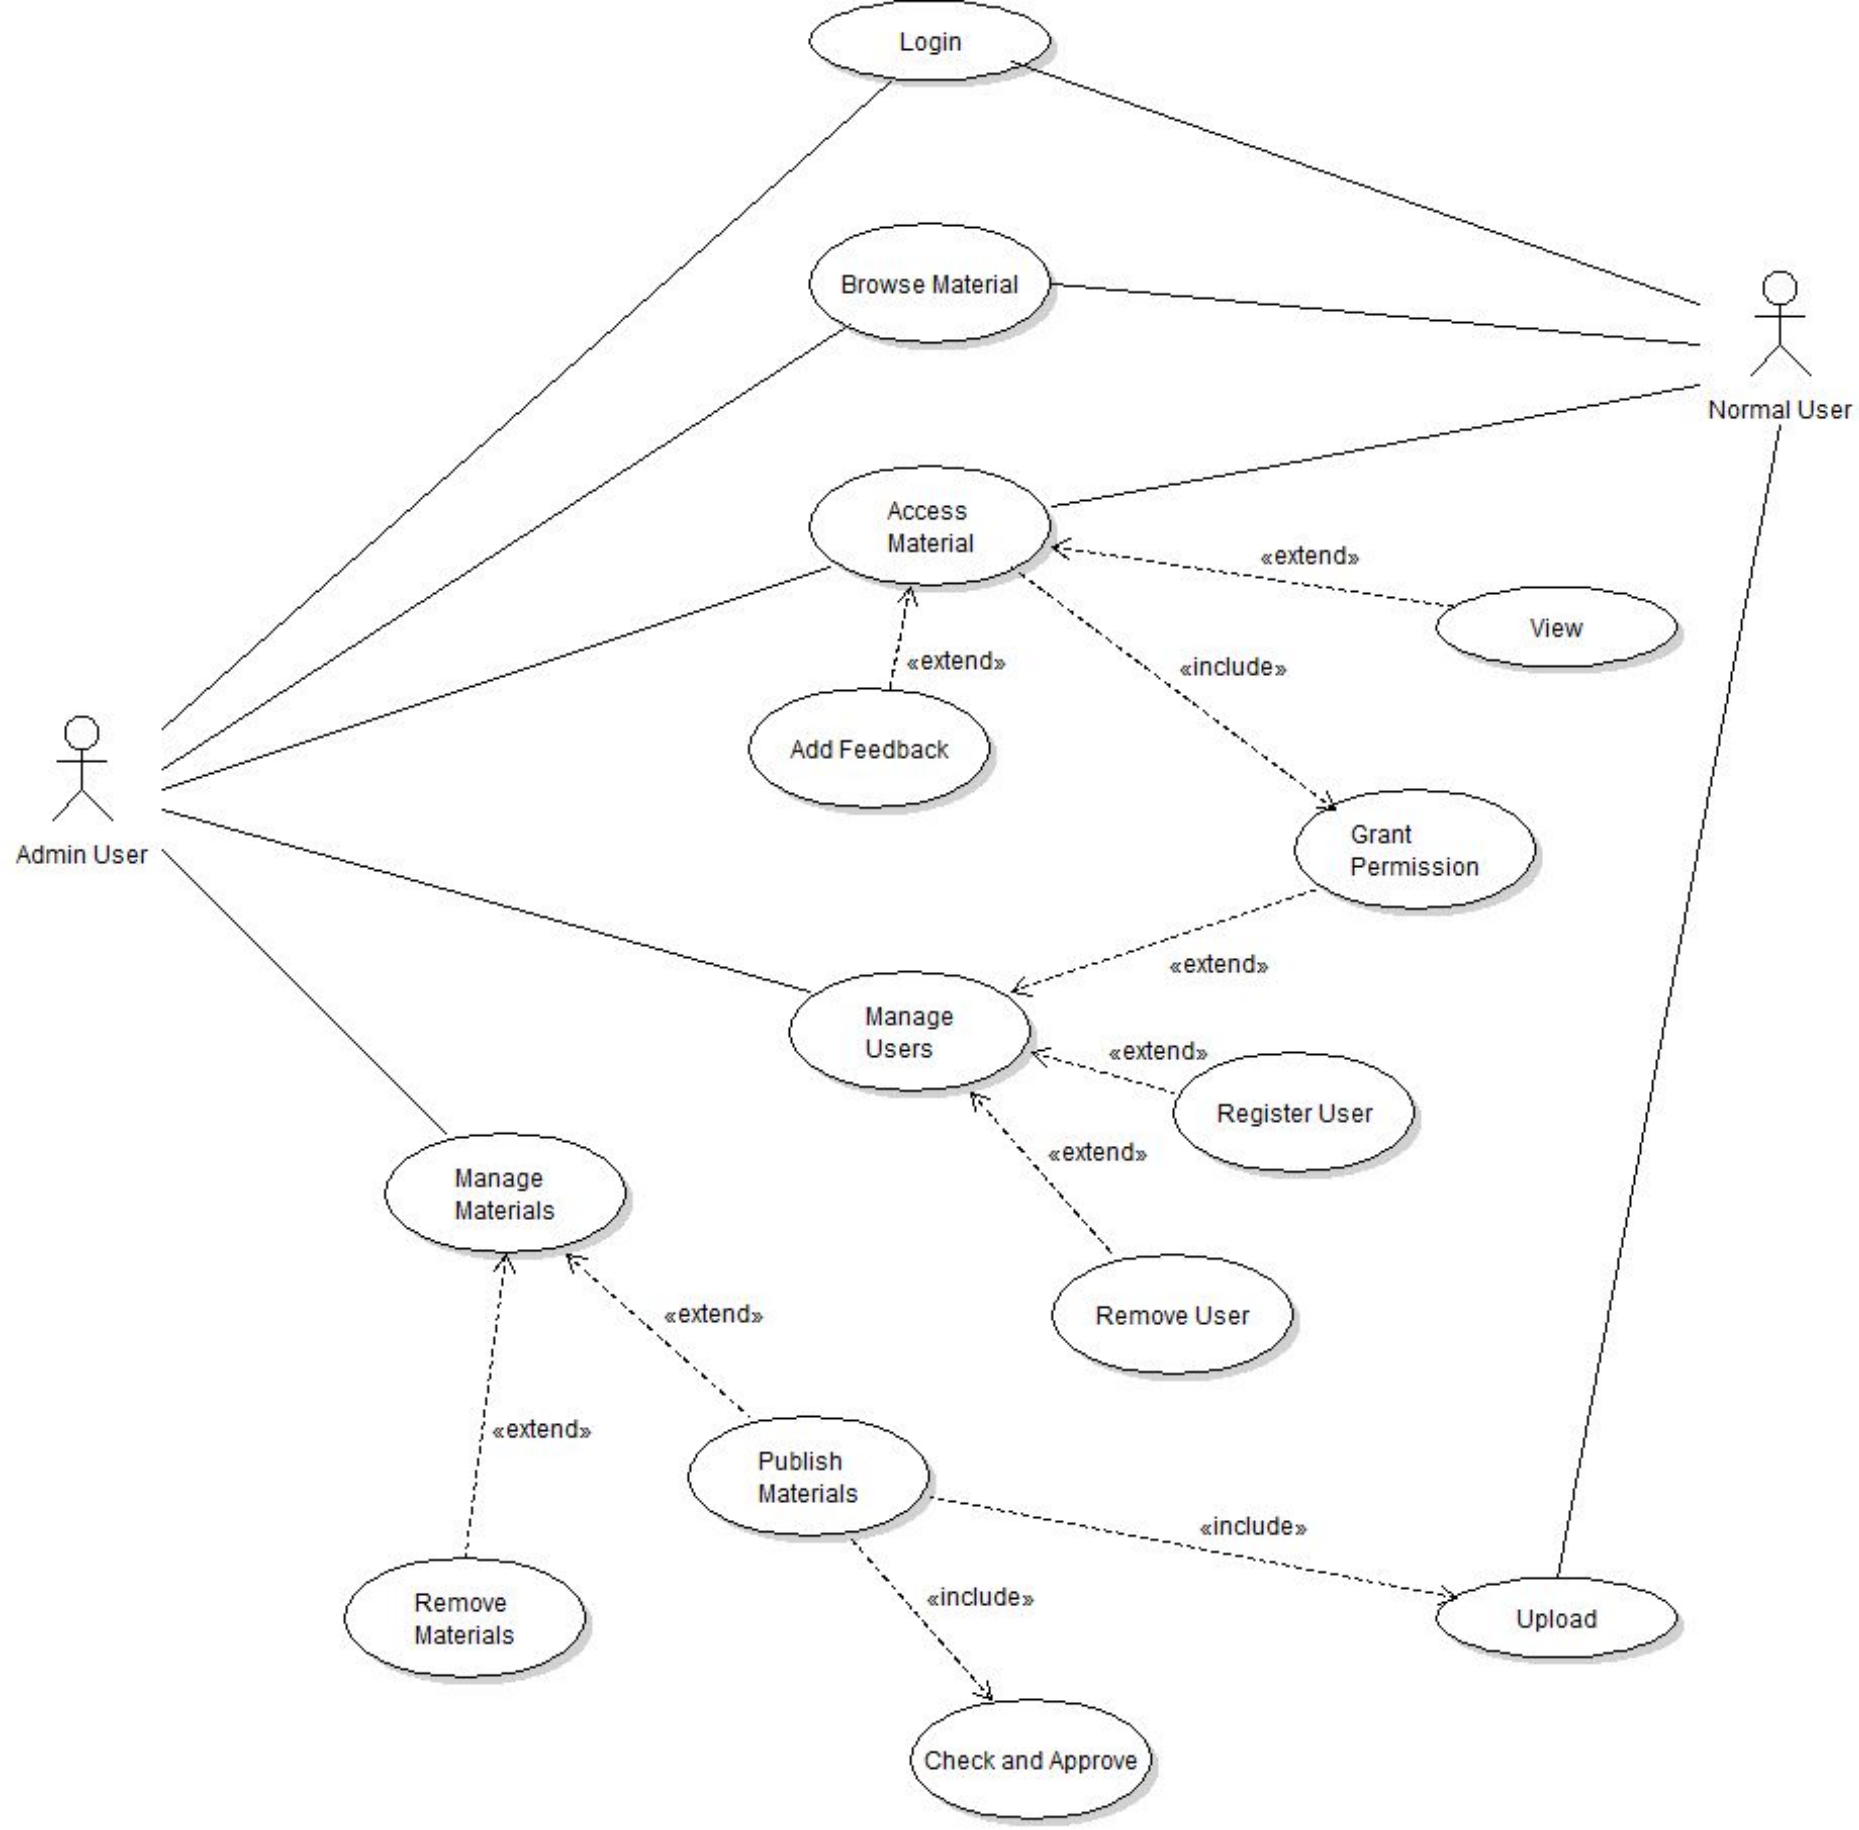 Login
Browse Material
Normal User
Access
Material
«extend»
View
«extend»
«include»
Add Feedback
Admin User
Grant
Permission
«extend»
Manage
Users
«extend»
Register User
«extend»
Manage
Materials
«extend»
Remove User
«extend»
Publish
Materials
«include»
«include»
Remove
Materials
Upload
Check and Approve